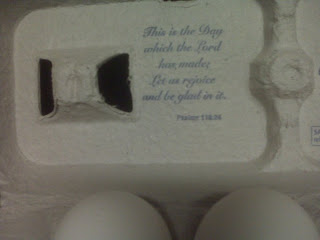 This is the Day
which the Lord
has made;
Let us rejoice
and be glad in it.
Psalms 118:24